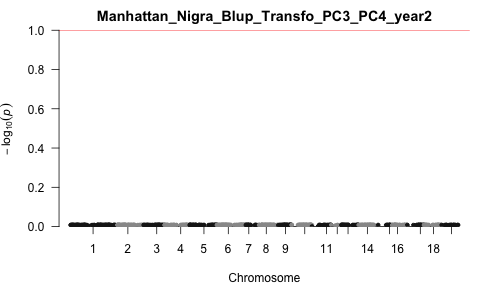 Manhattan_Nigra_Blup_Transfo_PC3_PC4_year2
1.0
0.8
0.6
0.4
0.2
0.0
− log10(p)
1 2 3 4 5 6 7 8 9 11 14 16 18
Chromosome